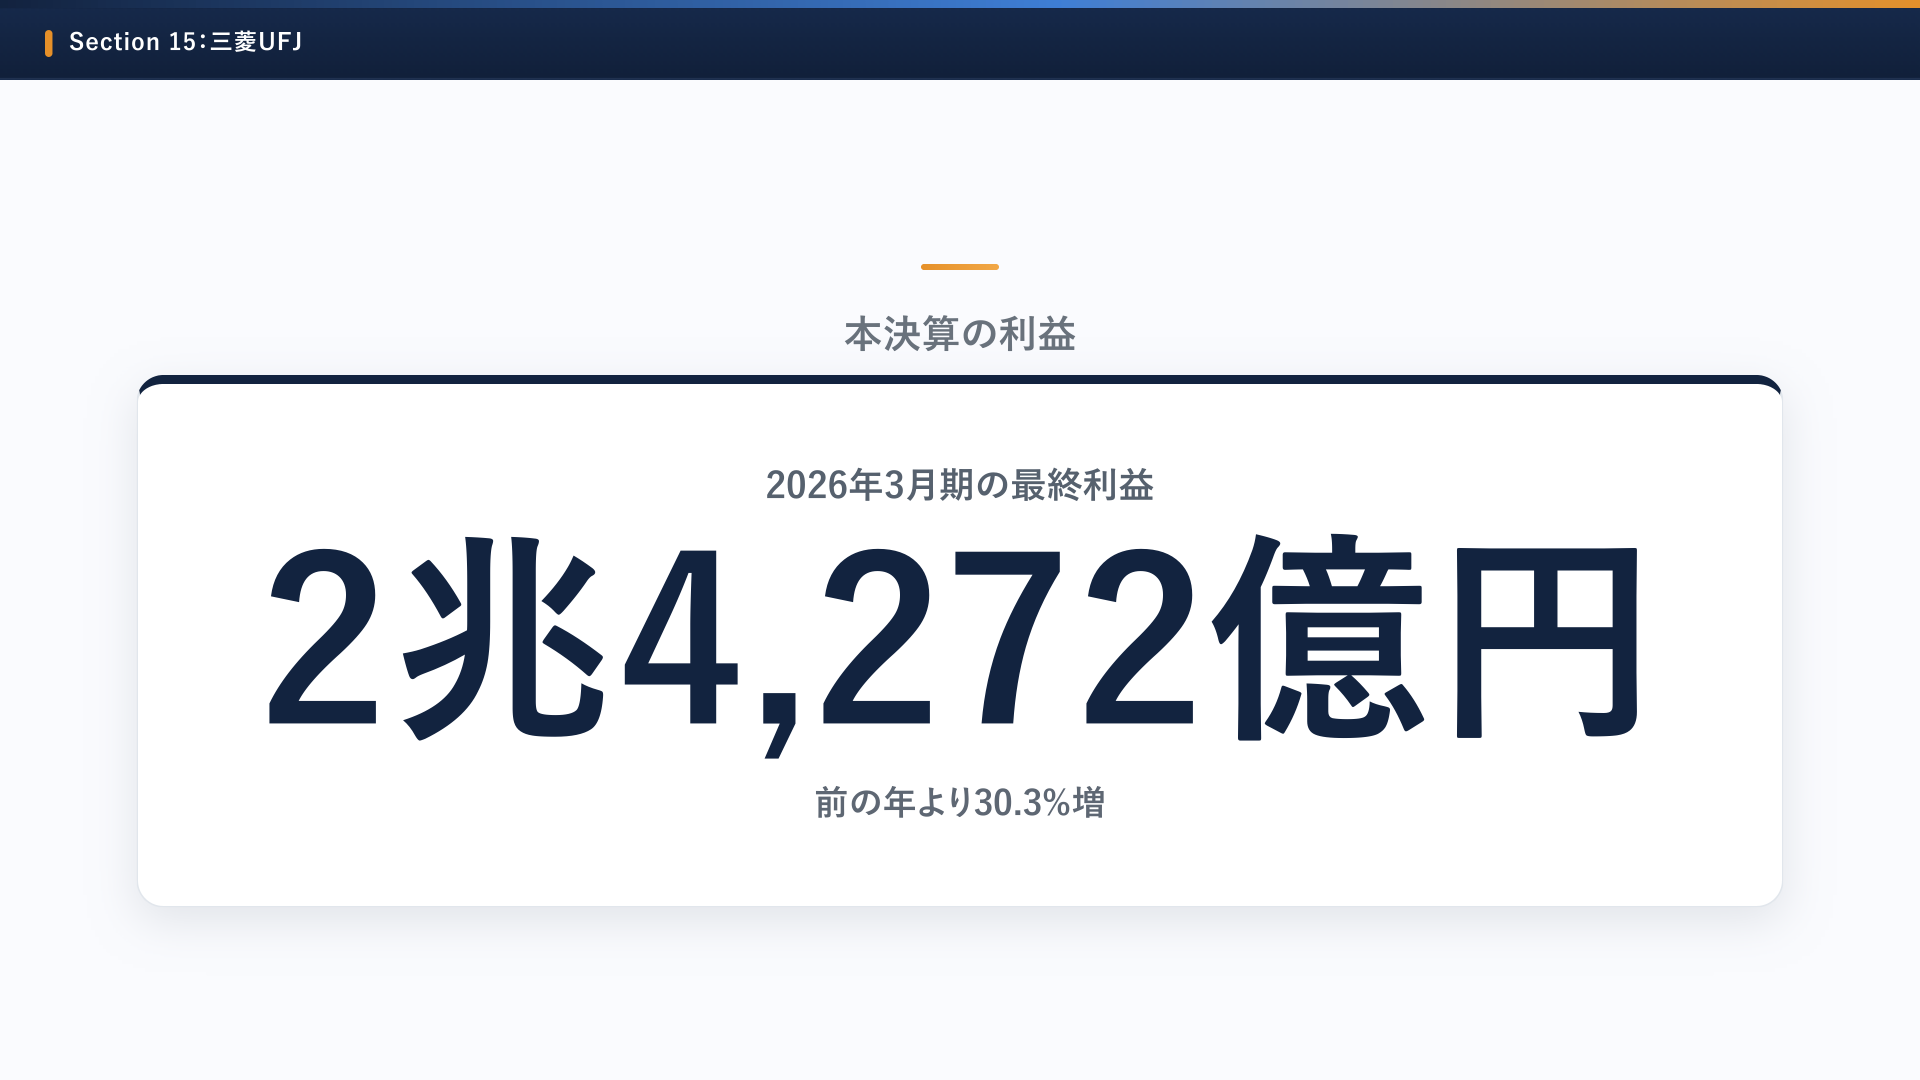 Section 15：三菱UFJ
本決算の利益
2026年3月期の最終利益
2兆4,272億円
前の年より30.3%増